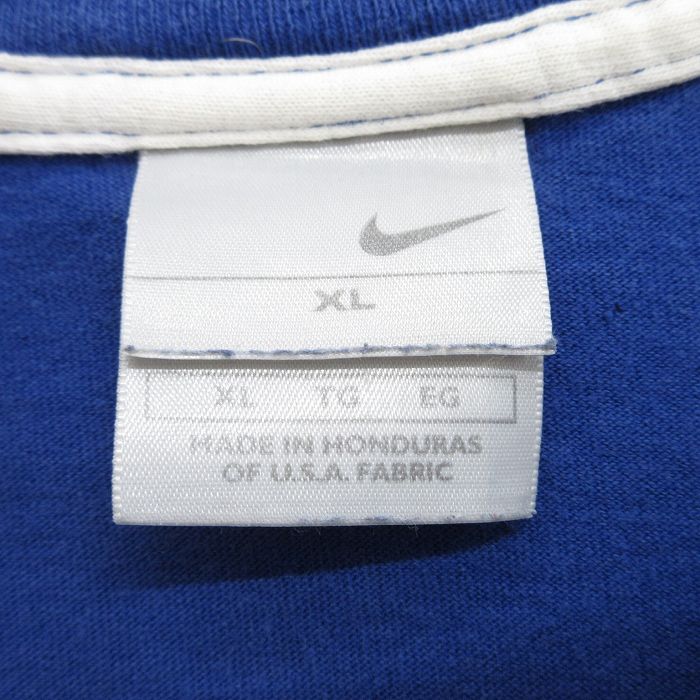 XL
XL TG EG
MADE IN HONDURAS
OF U.S.A. FABRIC